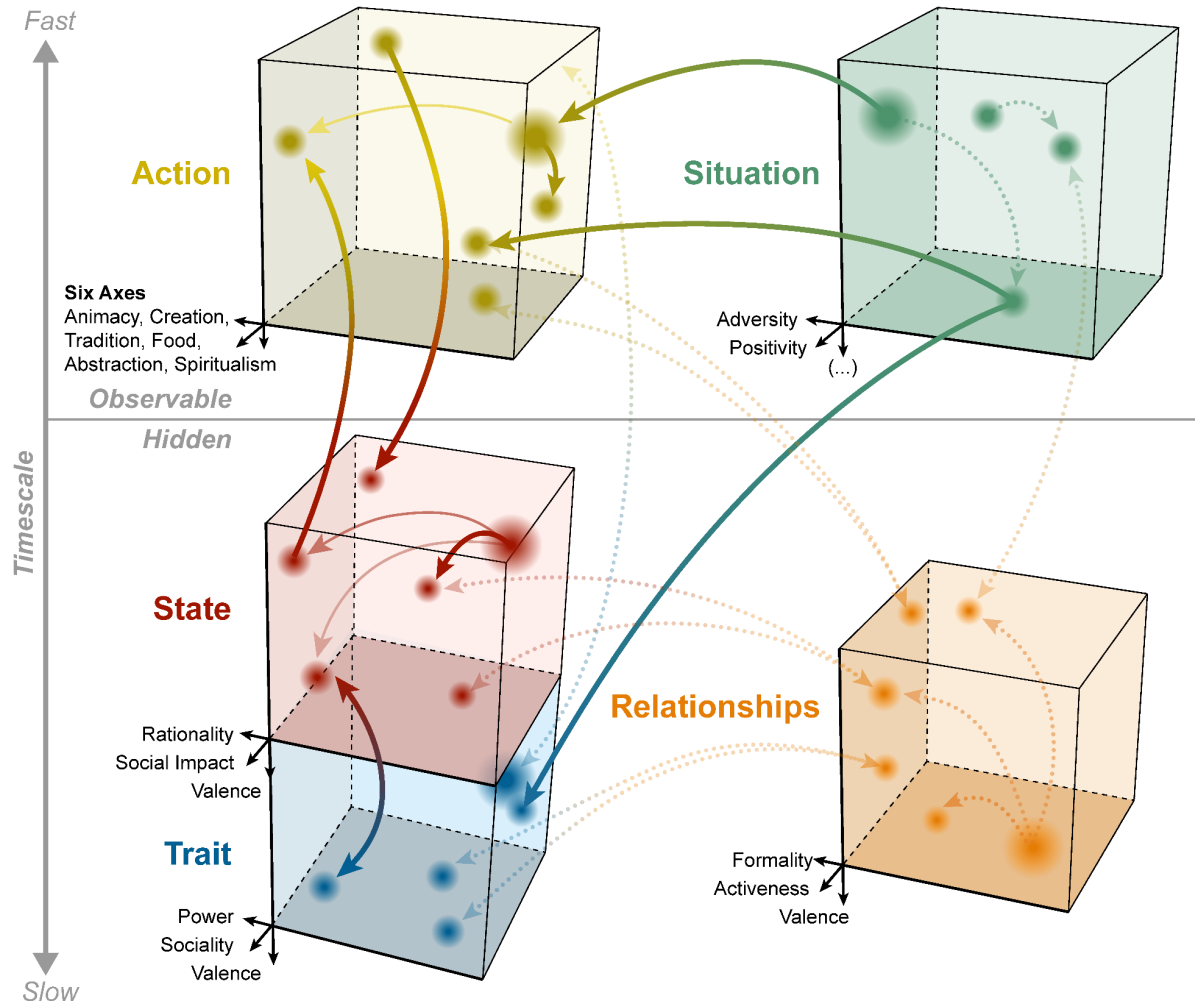 Fast
Action
Situation
Six Axes
Animacy, Creation,
Tradition, Food,
Abstraction, Spiritualism
Adversity
Positivity
(...)
Observable
Hidden
Timescale
State
Rationality
Social Impact
Valence
Relationships
Trait
Formality
Activeness
Valence
Power
Sociality
Valence
Slow